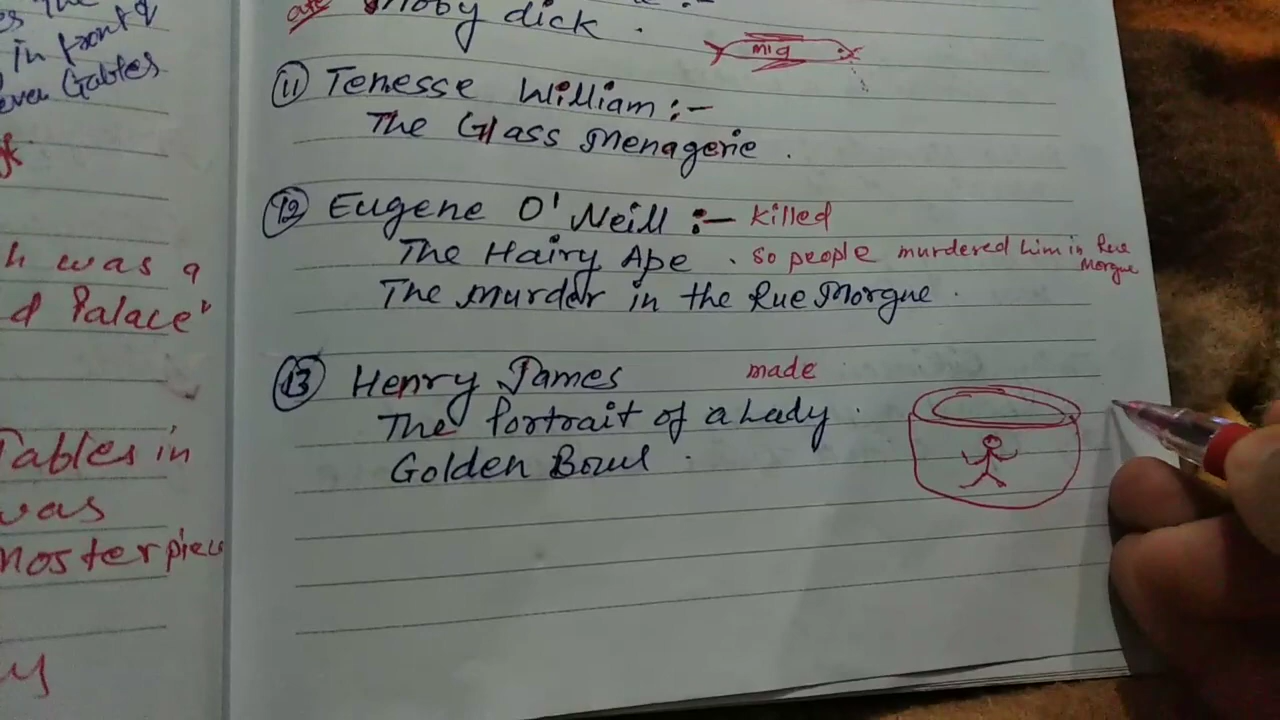 in front of
Gables
was a
Palace"
Tables in
was
ate Moby dick .
mig
11 Tenesse William :-
The Glass Menagerie .
12 Eugene O' Neill :- killed
The Hairy Ape . so people murdered him in Rue Morgue
The Murder in the Rue Morgue .
13 Henry James made
The Portrait of a Lady .
Golden Bowl .